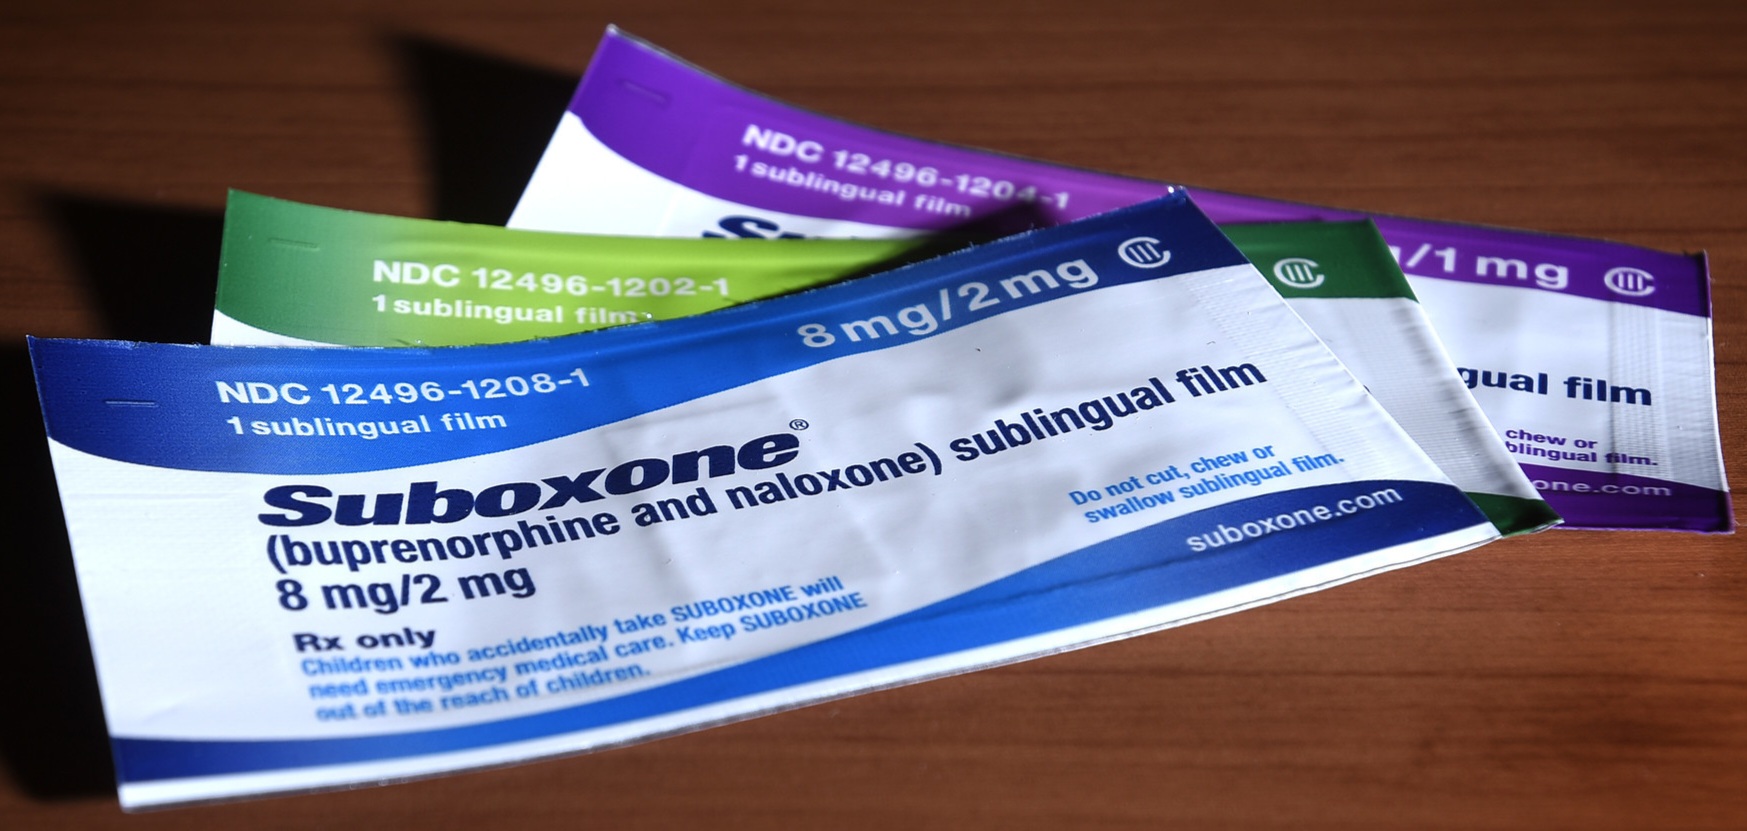 NDC 12496-1204-1
1 sublingual film
/1 mg CIII
gual film
chew or
blingual film.
one.com
NDC 12496-1202-1
1 sublingual film
CIII
8 mg/2 mg CIII
NDC 12496-1208-1
1 sublingual film
Suboxone®
(buprenorphine and naloxone) sublingual film
8 mg/2 mg
Rx only
Children who accidentally take SUBOXONE will
need emergency medical care. Keep SUBOXONE
out of the reach of children.
Do not cut, chew or
swallow sublingual film.
suboxone.com